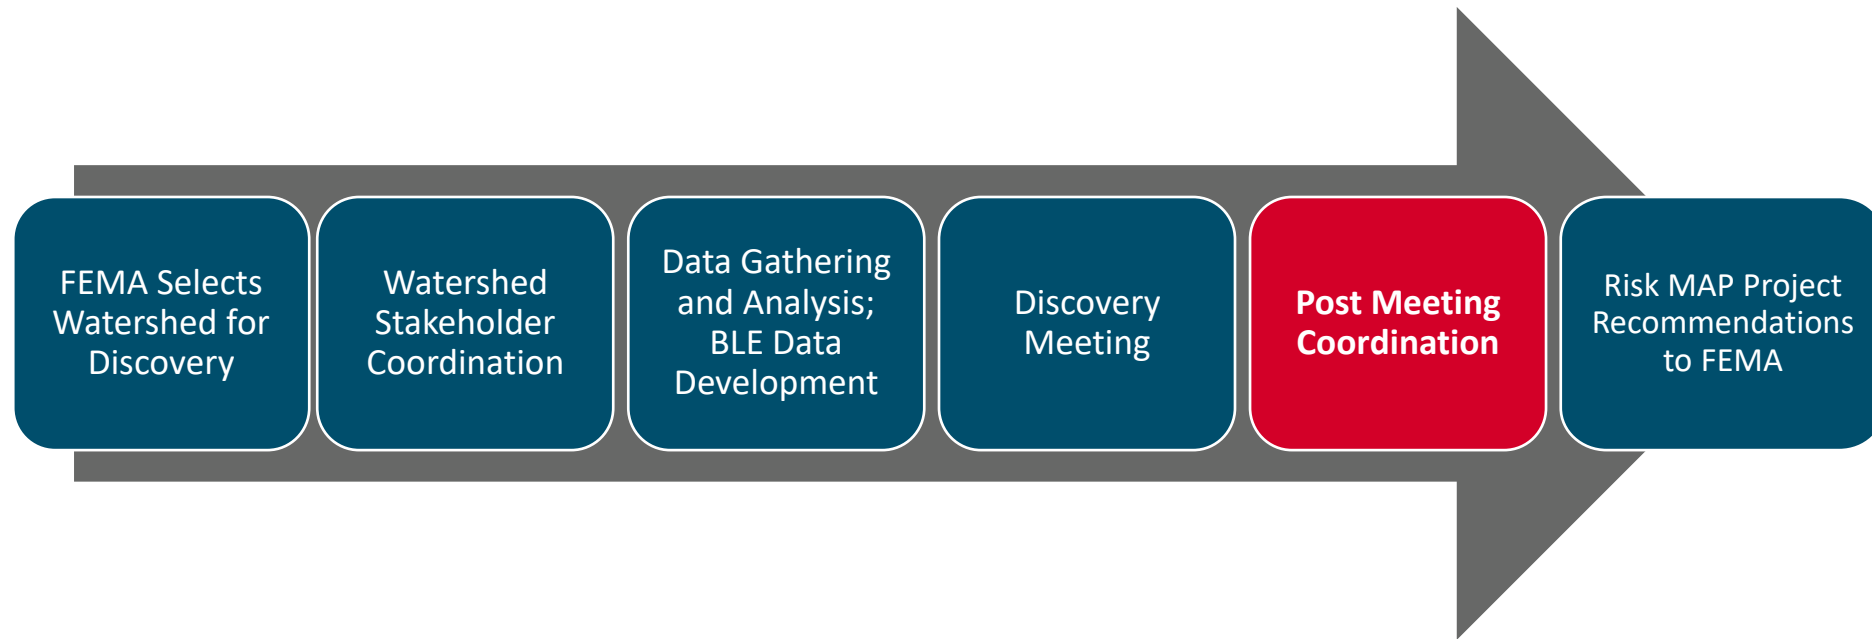 FEMA Selects
Watershed for
Discovery
Watershed
Stakeholder
Coordination
Data Gathering
and Analysis;
BLE Data
Development
Discovery
Meeting
Post Meeting
Coordination
Risk MAP Project
Recommendations
to FEMA